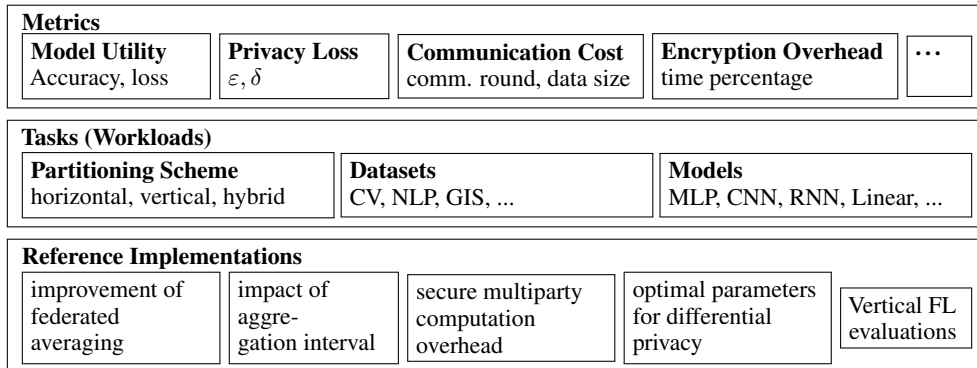 Metrics
Model Utility
Accuracy, loss
Privacy Loss
ε, δ
Communication Cost
comm. round, data size
Encryption Overhead
time percentage
...
Tasks (Workloads)
Partitioning Scheme
horizontal, vertical, hybrid
Datasets
CV, NLP, GIS, ...
Models
MLP, CNN, RNN, Linear, ...
Reference Implementations
improvement of
federated
averaging
impact of
aggre-
gation interval
secure multiparty
computation
overhead
optimal parameters
for differential
privacy
Vertical FL
evaluations